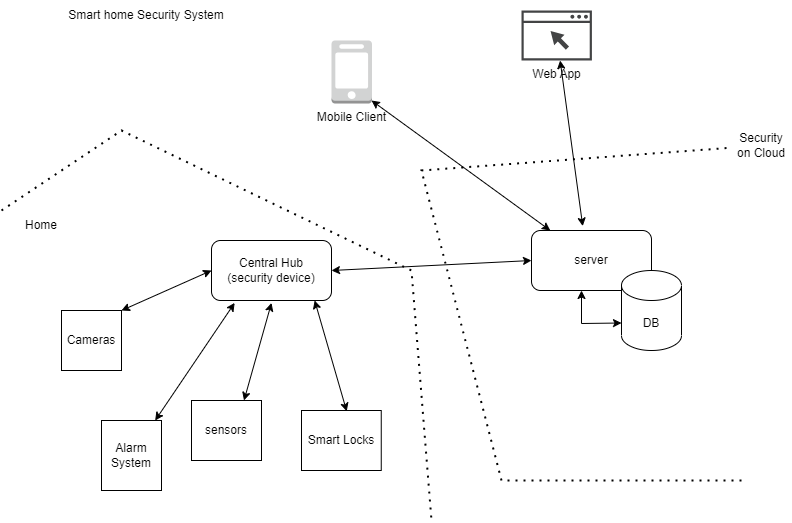 Smart home Security System
Web App
Mobile Client
Security
on Cloud
Home
Central Hub
(security device)
server
Cameras
DB
sensors
Smart Locks
Alarm
System